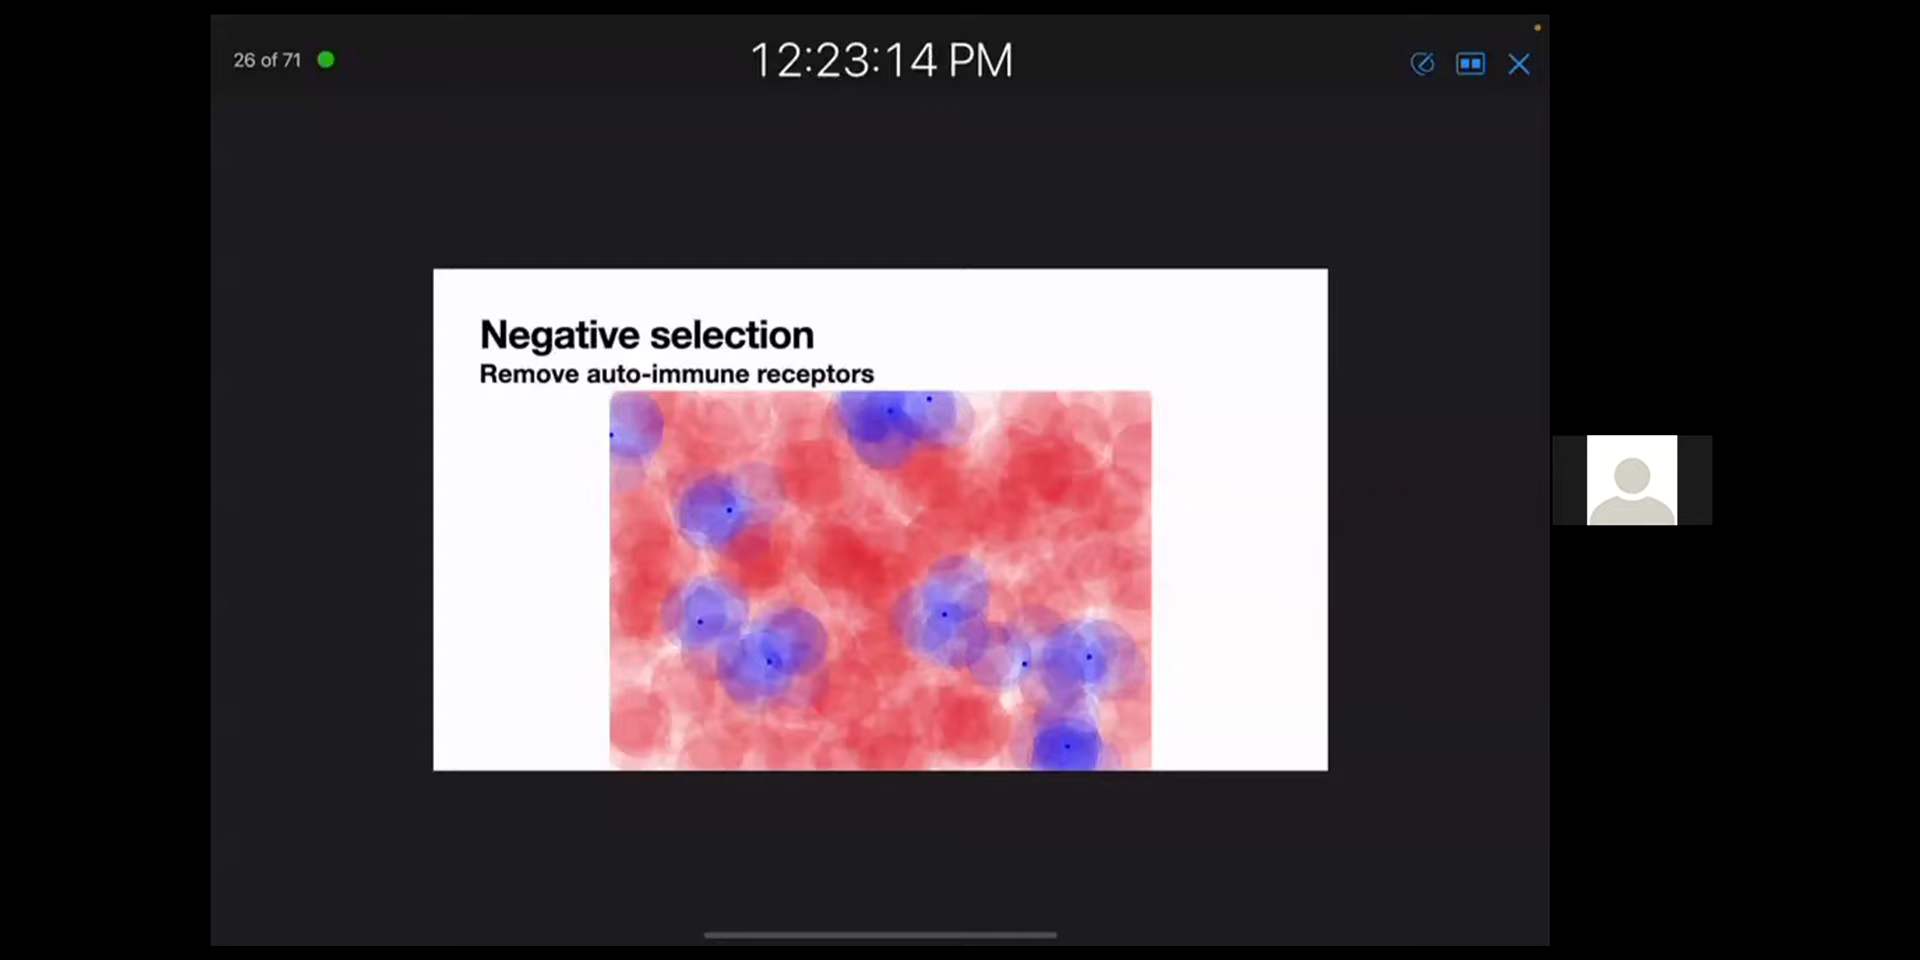 26 of 71
12:23:14 PM
Negative selection
Remove auto-immune receptors